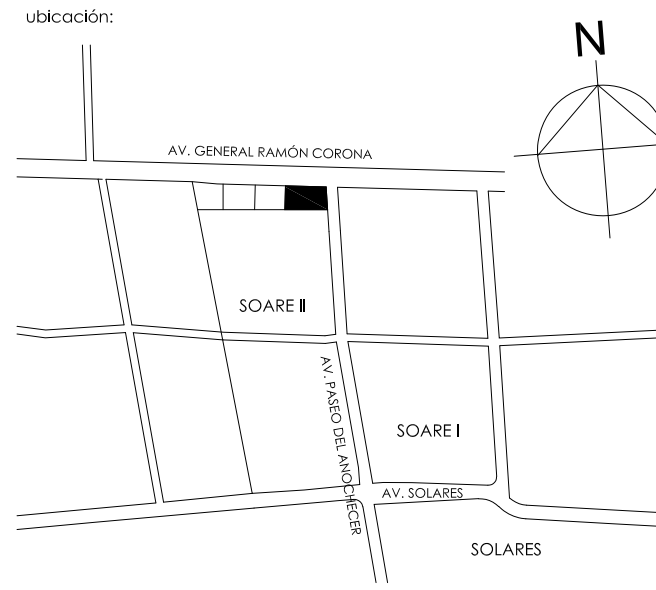 ubicación:
N
AV. GENERAL RAMÓN CORONA
SOARE II
AV. PASEO DEL ANOCHECER
SOARE I
AV. SOLARES
SOLARES